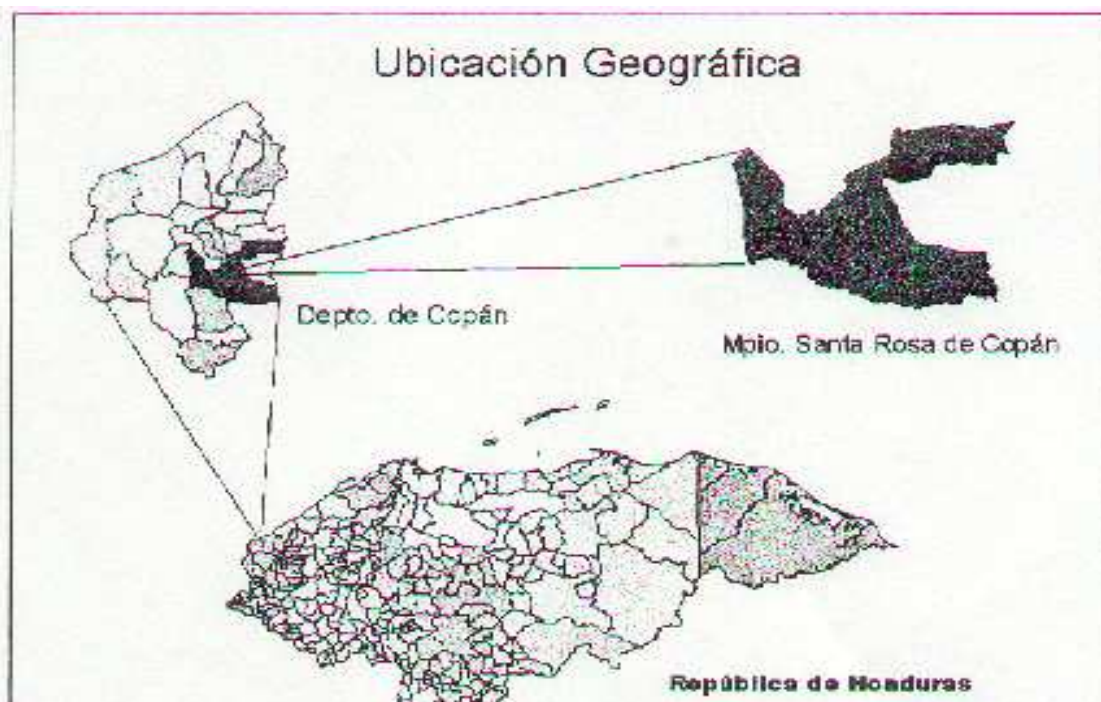 Ubicación Geográfica
Depto. de Copán
Mpio. Santa Rosa de Copán
República de Honduras